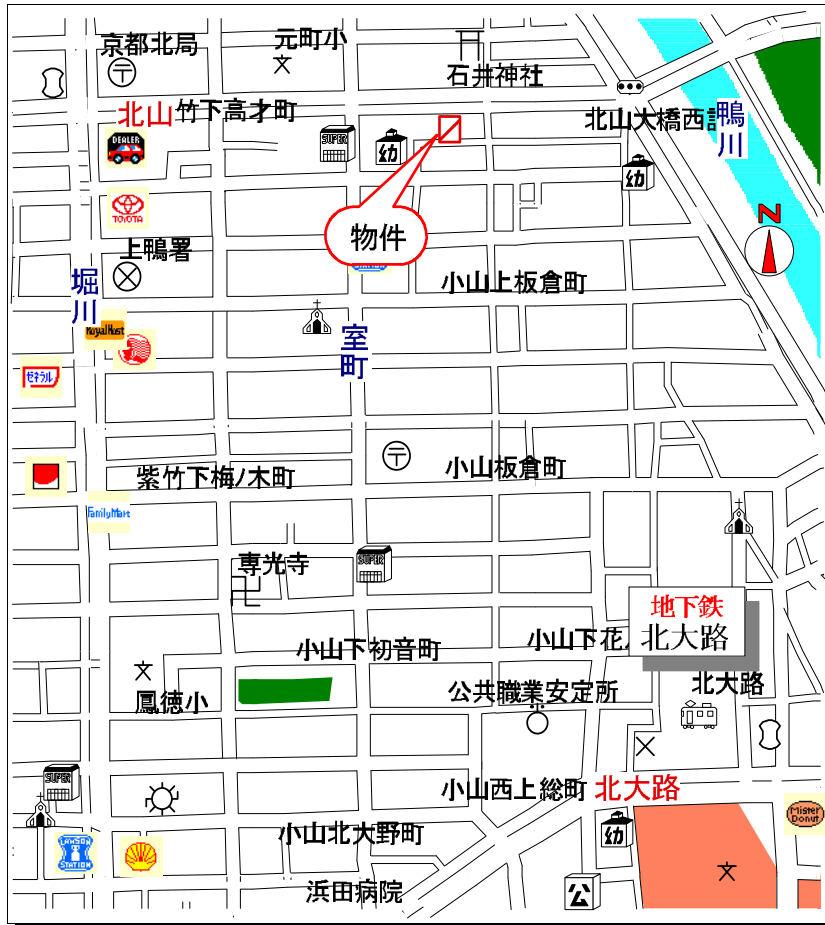 京都北局
元町小
石井神社
北山
竹下高才町
北山大橋西詰
鴨川
DEALER
SUPER
幼
幼
TOYOTA
N
物件
上鴨署
STATION
堀川
小山上板倉町
Royal Host
室町
ゼネラル
紫竹下梅ノ木町
小山板倉町
FamilyMart
専光寺
SUPER
地下鉄
北大路
小山下初音町
小山下花
北大路
鳳徳小
公共職業安定所
SUPER
小山西上総町
北大路
Mister
Donut
小山北大野町
幼
LAWSON
STATION
浜田病院
公